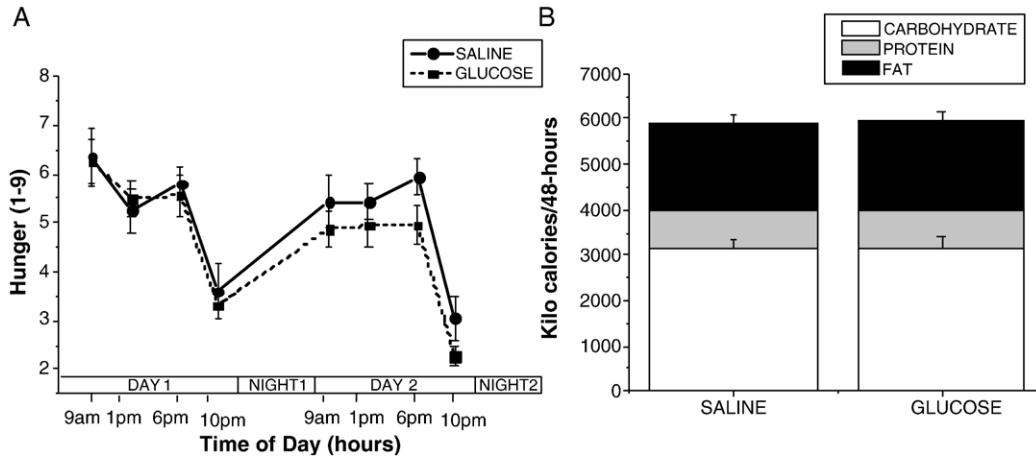 A
SALINE
GLUCOSE
8
7
6
5
4
3
2
Hunger (1-9)
DAY 1 NIGHT1 DAY 2 NIGHT2
9am 1pm 6pm 10pm 9am 1pm 6pm 10pm
Time of Day (hours)
B
CARBOHYDRATE
PROTEIN
FAT
7000
6000
5000
4000
3000
2000
1000
0
Kilo calories/48-hours
SALINE GLUCOSE